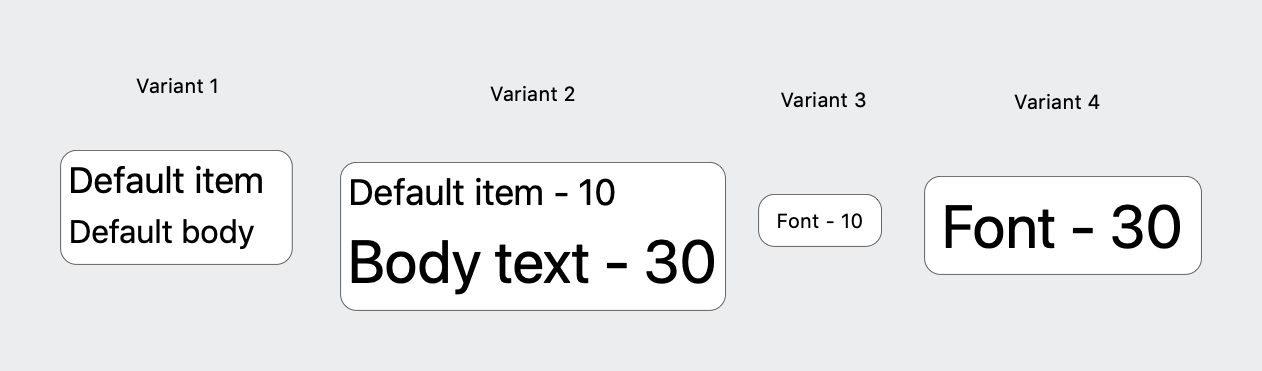 Variant 1
Variant 2
Variant 3
Variant 4
Default item
Default body
Default item - 10
Body text - 30
Font - 10
Font - 30